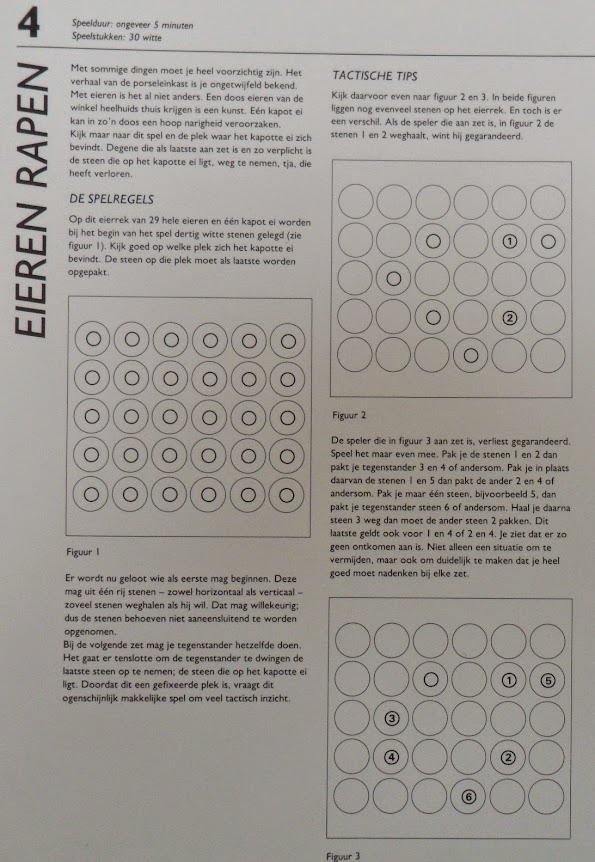 4
Speelduur: ongeveer 5 minuten
Speelstukken: 30 witte
EIEREN RAPEN
Met sommige dingen moet je heel voorzichtig zijn. Het
verhaal van de porseleinkast is je ongetwijfeld bekend.
Met eieren is het al niet anders. Een doos eieren van de
winkel heelhuids thuis krijgen is een kunst. Eén kapot ei
kan in zo'n doos een hoop narigheid veroorzaken.
Kijk maar naar dit spel en de plek waar het kapotte ei zich
bevindt. Degene die als laatste aan zet is en zo verplicht is
de steen die op het kapotte ei ligt, weg te nemen, tja, die
heeft verloren.
DE SPELREGELS
Op dit eierrek van 29 hele eieren en één kapot ei worden
bij het begin van het spel dertig witte stenen gelegd (zie
figuur 1). Kijk goed op welke plek zich het kapotte ei
bevindt. De steen op die plek moet als laatste worden
opgepakt.
Figuur 1
Er wordt nu geloot wie als eerste mag beginnen. Deze
mag uit één rij stenen – zowel horizontaal als verticaal –
zoveel stenen weghalen als hij wil. Dat mag willekeurig;
dus de stenen behoeven niet aaneensluitend te worden
opgenomen.
Bij de volgende zet mag je tegenstander hetzelfde doen.
Het gaat er tenslotte om de tegenstander te dwingen de
laatste steen op te nemen; de steen die op het kapotte ei
ligt. Doordat dit een gefixeerde plek is, vraagt dit
ogenschijnlijk makkelijke spel om veel tactisch inzicht.
TACTISCHE TIPS
Kijk daarvoor even naar figuur 2 en 3. In beide figuren
liggen nog evenveel stenen op het eierrek. En toch is er
een verschil. Als de speler die aan zet is, in figuur 2 de
stenen 1 en 2 weghaalt, wint hij gegarandeerd.
1
2
Figuur 2
De speler die in figuur 3 aan zet is, verliest gegarandeerd.
Speel het maar even mee. Pak je de stenen 1 en 2 dan
pakt je tegenstander 3 en 4 of andersom. Pak je in plaats
daarvan de stenen 1 en 5 dan pakt de ander 2 en 4 of
andersom. Pak je maar één steen, bijvoorbeeld 5, dan
pakt je tegenstander steen 6 of andersom. Haal je daarna
steen 3 weg dan moet de ander steen 2 pakken. Dit
laatste geldt ook voor 1 en 4 of 2 en 4. Je ziet dat er zo
geen ontkomen aan is. Niet alleen een situatie om te
vermijden, maar ook om duidelijk te maken dat je heel
goed moet nadenken bij elke zet.
1 5
3
4 2
6
Figuur 3